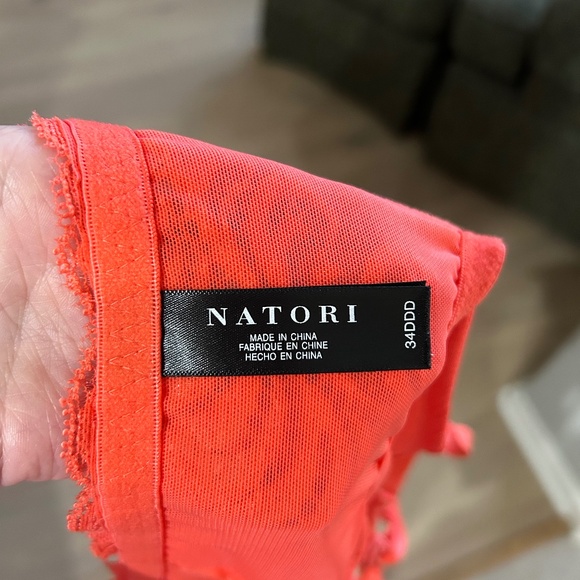 NATORI
MADE IN CHINA
FABRIQUE EN CHINE
HECHO EN CHINA
34DDD